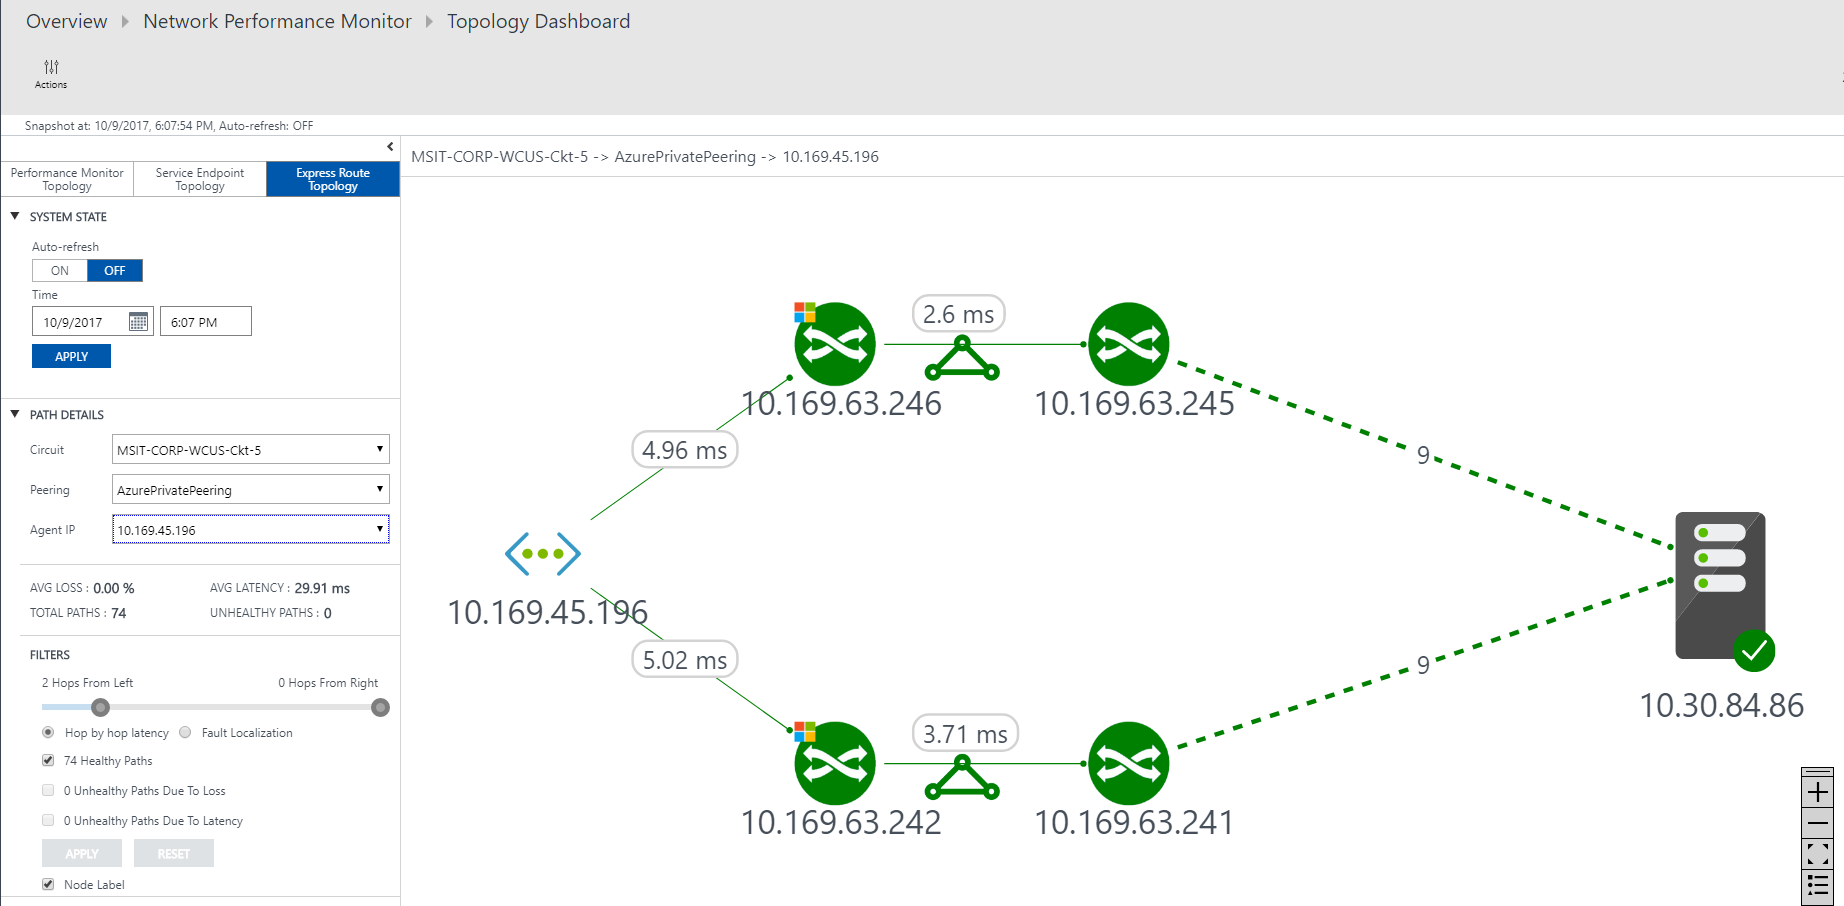 Overview Network Performance Monitor Topology Dashboard
Actions
Snapshot at: 10/9/2017, 6:07:54 PM, Auto-refresh: OFF
Performance Monitor
Topology
Service Endpoint
Topology
Express Route
Topology
SYSTEM STATE
Auto-refresh
ON OFF
Time
10/9/2017 6:07 PM
APPLY
PATH DETAILS
Circuit MSIT-CORP-WCUS-Ckt-5
Peering AzurePrivatePeering
Agent IP 10.169.45.196
AVG LOSS : 0.00 % AVG LATENCY : 29.91 ms
TOTAL PATHS : 74 UNHEALTHY PATHS : 0
FILTERS
2 Hops From Left 0 Hops From Right
Hop by hop latency Fault Localization
74 Healthy Paths
0 Unhealthy Paths Due To Loss
0 Unhealthy Paths Due To Latency
APPLY RESET
Node Label
MSIT-CORP-WCUS-Ckt-5 -> AzurePrivatePeering -> 10.169.45.196
2.6 ms
10.169.63.246 10.169.63.245
4.96 ms
9
10.169.45.196
5.02 ms
9
10.30.84.86
3.71 ms
10.169.63.242 10.169.63.241